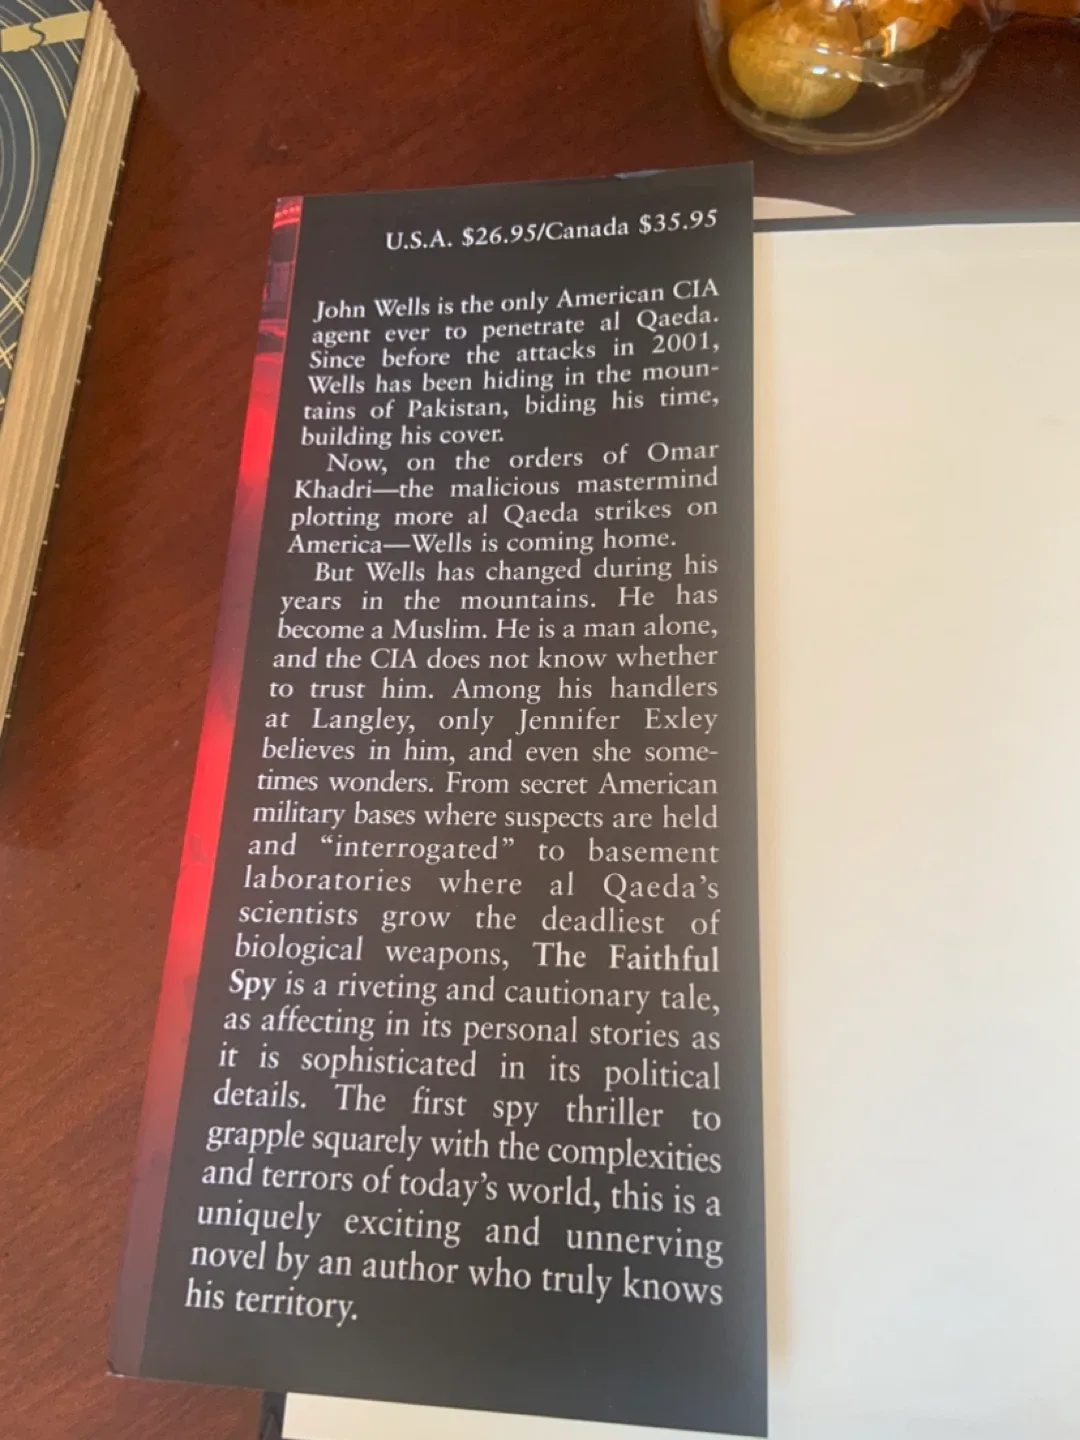 U.S.A. $26.95/Canada $35.95
John Wells is the only American CIA
agent ever to penetrate al Qaeda.
Since before the attacks in 2001,
Wells has been hiding in the moun-
tains of Pakistan, biding his time,
building his cover.
Now, on the orders of Omar
Khadri—the malicious mastermind
plotting more al Qaeda strikes on
America—Wells is coming home.
But Wells has changed during his
years in the mountains. He has
become a Muslim. He is a man alone,
and the CIA does not know whether
to trust him. Among his handlers
at Langley, only Jennifer Exley
believes in him, and even she some-
times wonders. From secret American
military bases where suspects are held
and “interrogated” to basement
laboratories where al Qaeda’s
scientists grow the deadliest of
biological weapons, The Faithful
Spy is a riveting and cautionary tale,
as affecting in its personal stories as
it is sophisticated in its political
details. The first spy thriller to
grapple squarely with the complexities
and terrors of today’s world, this is a
uniquely exciting and unnerving
novel by an author who truly knows
his territory.